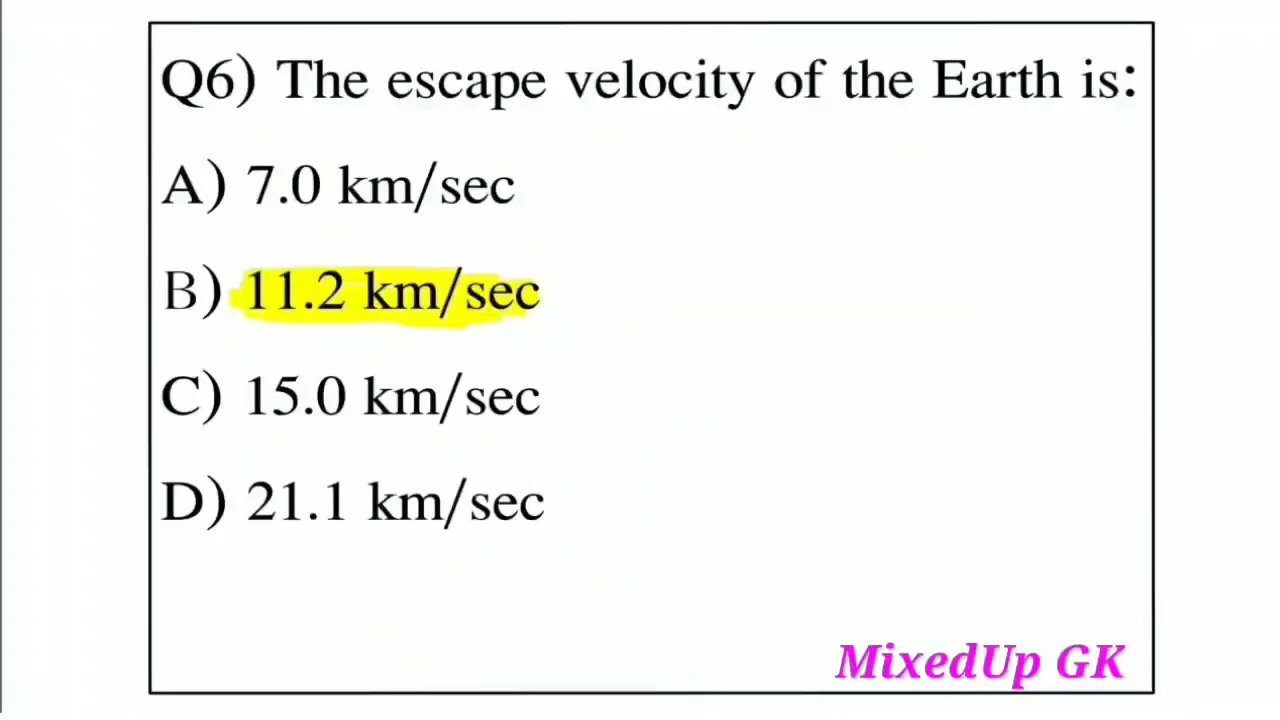 Q6) The escape velocity of the Earth is:
A) 7.0 km/sec
B) 11.2 km/sec
C) 15.0 km/sec
D) 21.1 km/sec
MixedUp GK